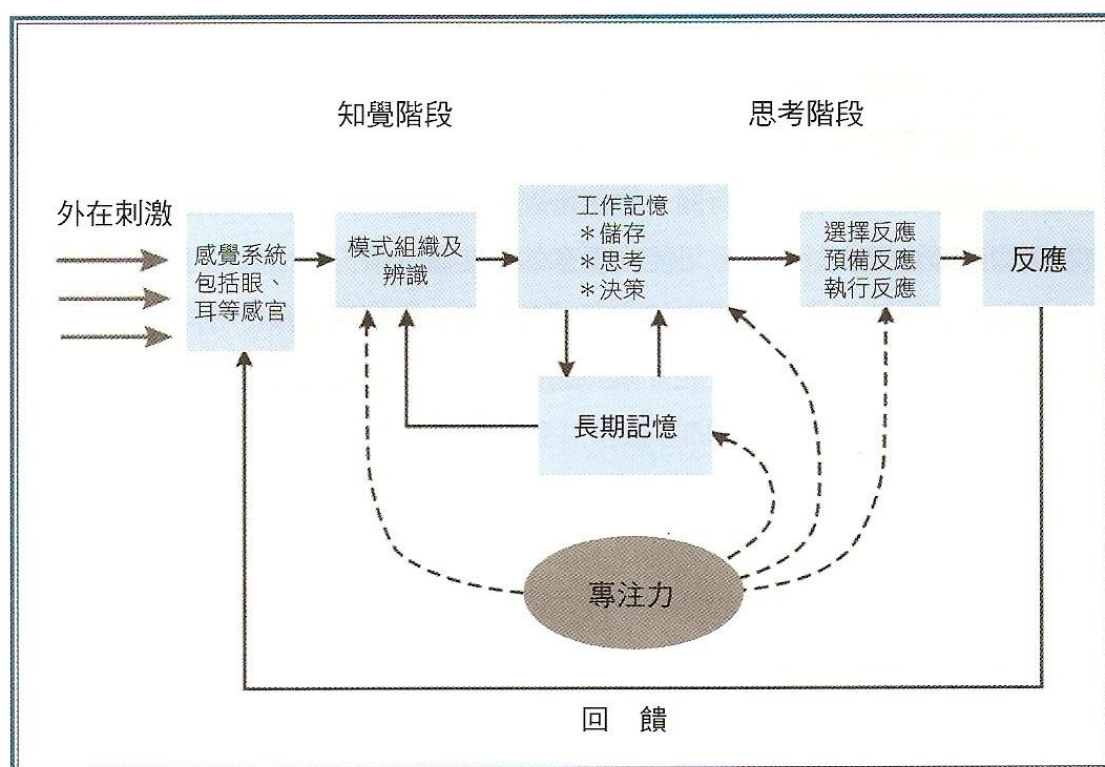 知覺階段
思考階段
外在刺激
感覺系統
包括眼、
耳等感官
模式組織及
辨識
工作記憶
＊儲存
＊思考
＊決策
選擇反應
預備反應
執行反應
反應
長期記憶
專注力
回 饋